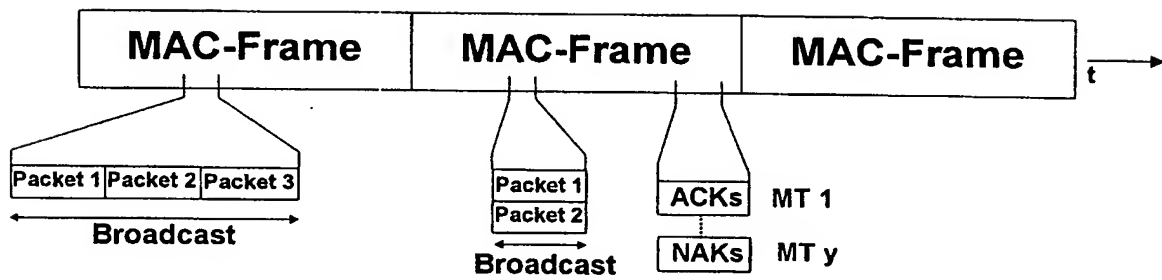 MAC-Frame MAC-Frame MAC-Frame
t
Packet 1 Packet 2 Packet 3
Broadcast
Packet 1
Packet 2
Broadcast
ACKs MT 1
NAKs MT y